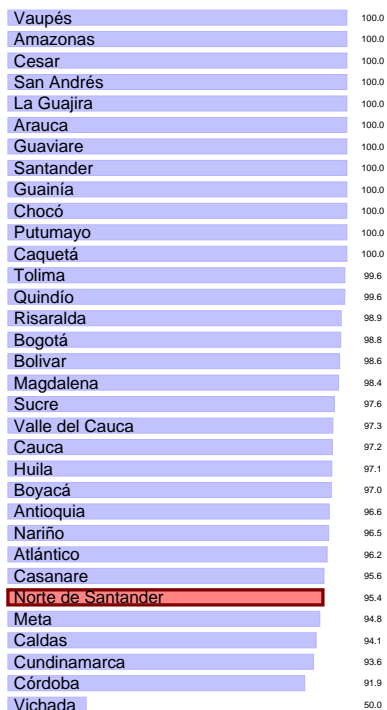 Vaupés 100.0
Amazonas 100.0
Cesar 100.0
San Andrés 100.0
La Guajira 100.0
Arauca 100.0
Guaviare 100.0
Santander 100.0
Guainía 100.0
Chocó 100.0
Putumayo 100.0
Caquetá 100.0
Tolima 99.6
Quindío 99.6
Risaralda 98.9
Bogotá 98.8
Bolivar 98.6
Magdalena 98.4
Sucre 97.6
Valle del Cauca 97.3
Cauca 97.2
Huila 97.1
Boyacá 97.0
Antioquia 96.6
Nariño 96.5
Atlántico 96.2
Casanare 95.6
Norte de Santander 95.4
Meta 94.8
Caldas 94.1
Cundinamarca 93.6
Córdoba 91.9
Vichada 50.0